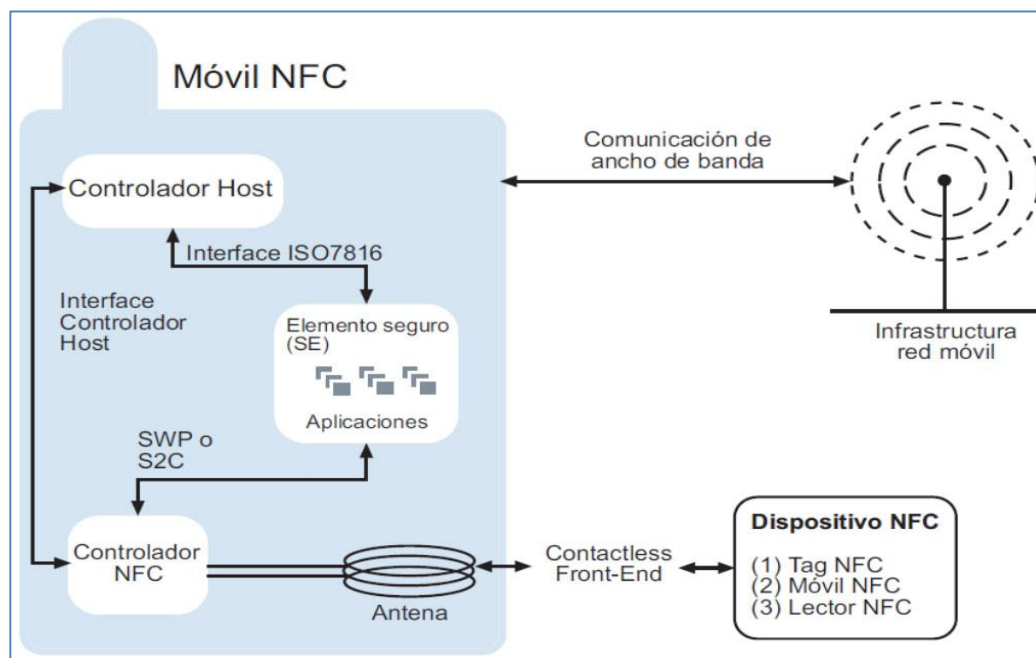 Móvil NFC
Comunicación de
ancho de banda
Controlador Host
Interface ISO7816
Interface
Controlador
Host
Elemento seguro
(SE)
Aplicaciones
Infrastructura
red móvil
SWP o
S2C
Controlador
NFC
Antena
Contactless
Front-End
Dispositivo NFC
(1) Tag NFC
(2) Móvil NFC
(3) Lector NFC